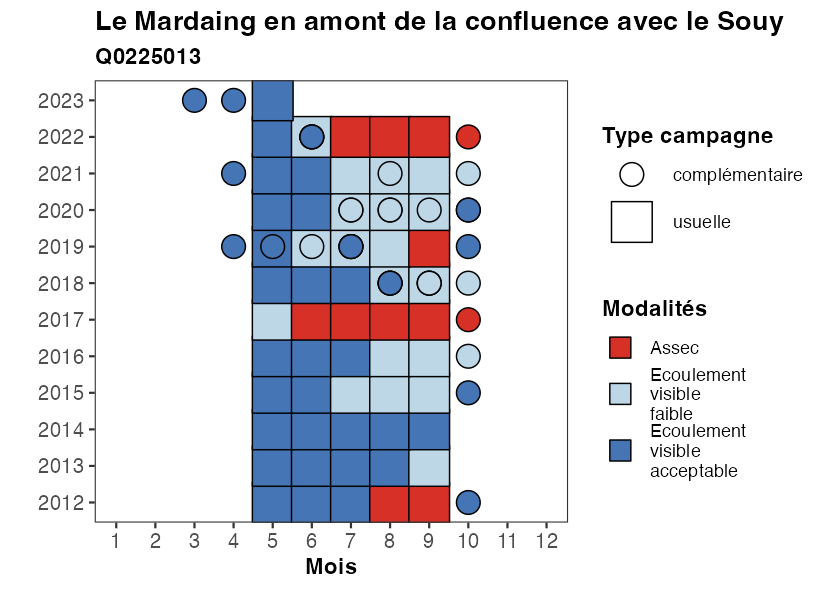 Le Mardaing en amont de la confluence avec le Souy
Q0225013
2023
2022
2021
2020
2019
2018
2017
2016
2015
2014
2013
2012
1 2 3 4 5 6 7 8 9 10 11 12
Mois
Type campagne
complémentaire
usuelle
Modalités
Assec
Ecoulement
visible
faible
Ecoulement
visible
acceptable